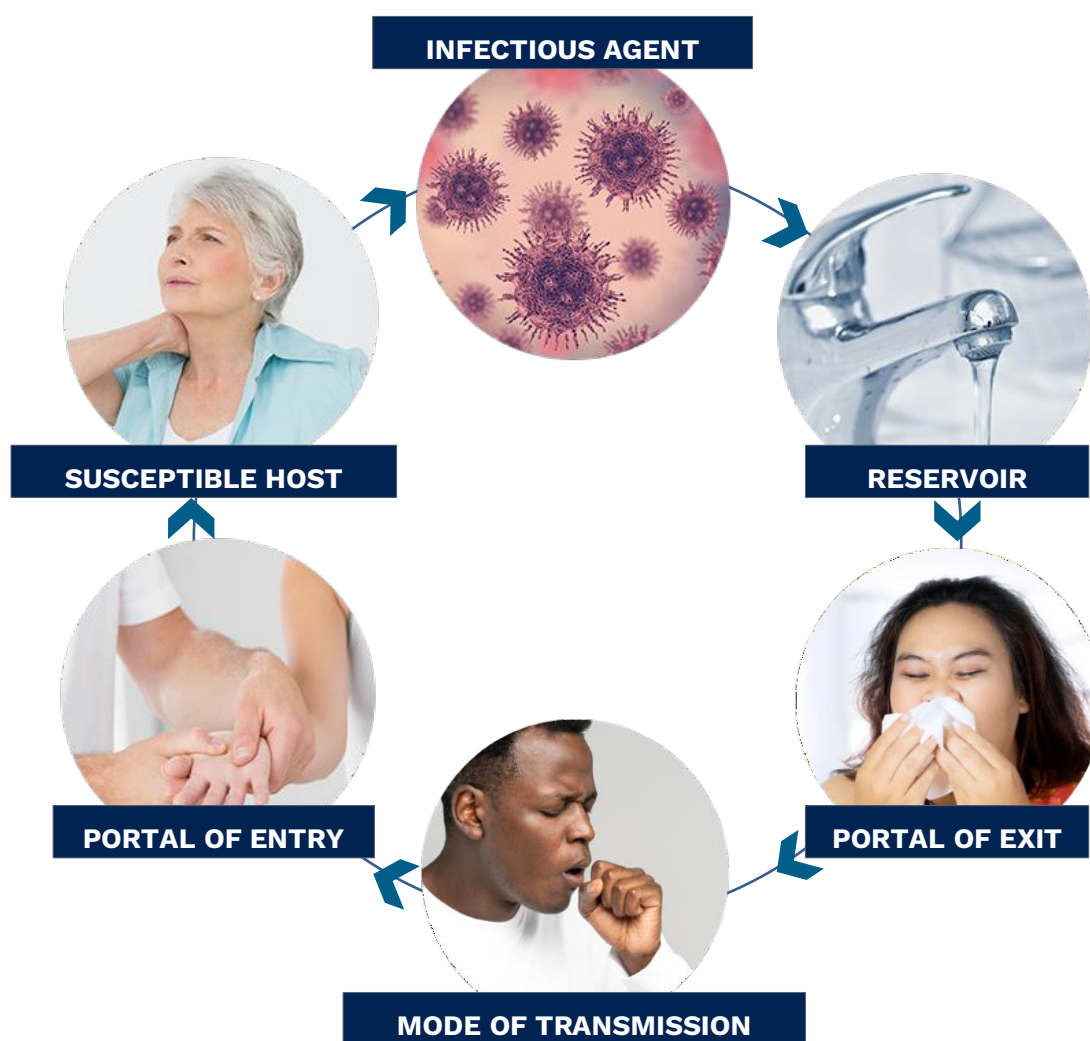 INFECTIOUS AGENT
SUSCEPTIBLE HOST
RESERVOIR
PORTAL OF ENTRY
PORTAL OF EXIT
MODE OF TRANSMISSION